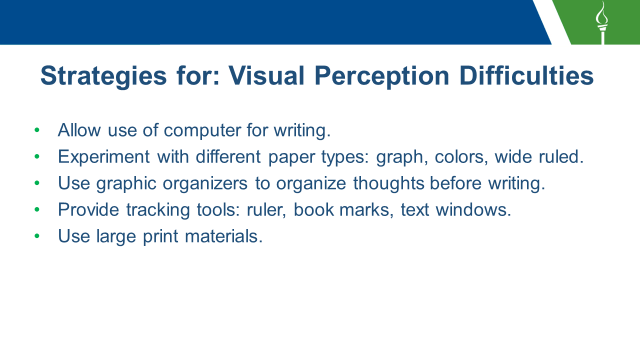 Strategies for: Visual Perception Difficulties
• Allow use of computer for writing.
• Experiment with different paper types: graph, colors, wide ruled.
• Use graphic organizers to organize thoughts before writing.
• Provide tracking tools: ruler, book marks, text windows.
• Use large print materials.